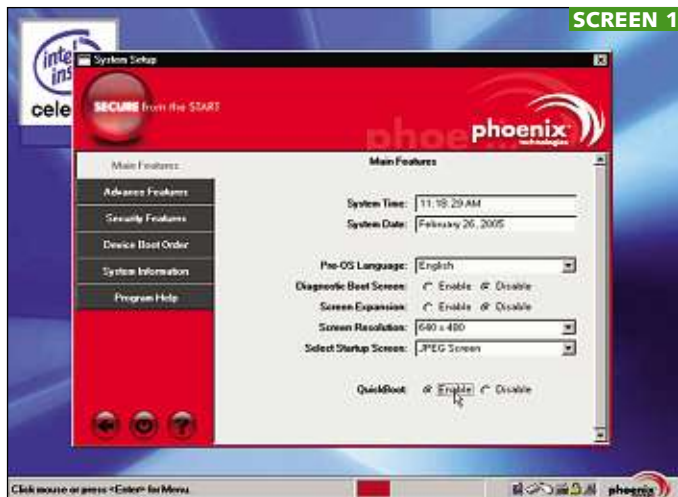 SCREEN 1
inte
ins
cele
System Setup
SECURE from the START
phoe
phoenix
technologies
Main Features
Advance Features
Security Features
Device Boot Order
System Information
Program Help
Main Features
System Time: 11:18:29 AM
System Date: February 26, 2005
Pre-OS Language: English
Diagnostic Boot Screen: Enable Disable
Screen Expansion: Enable Disable
Screen Resolution: 640 x 480
Select Startup Screen: JPEG Screen
QuickBoot: Enable Disable
?
Click mouse or press <Enter> for Menu.
phoenix